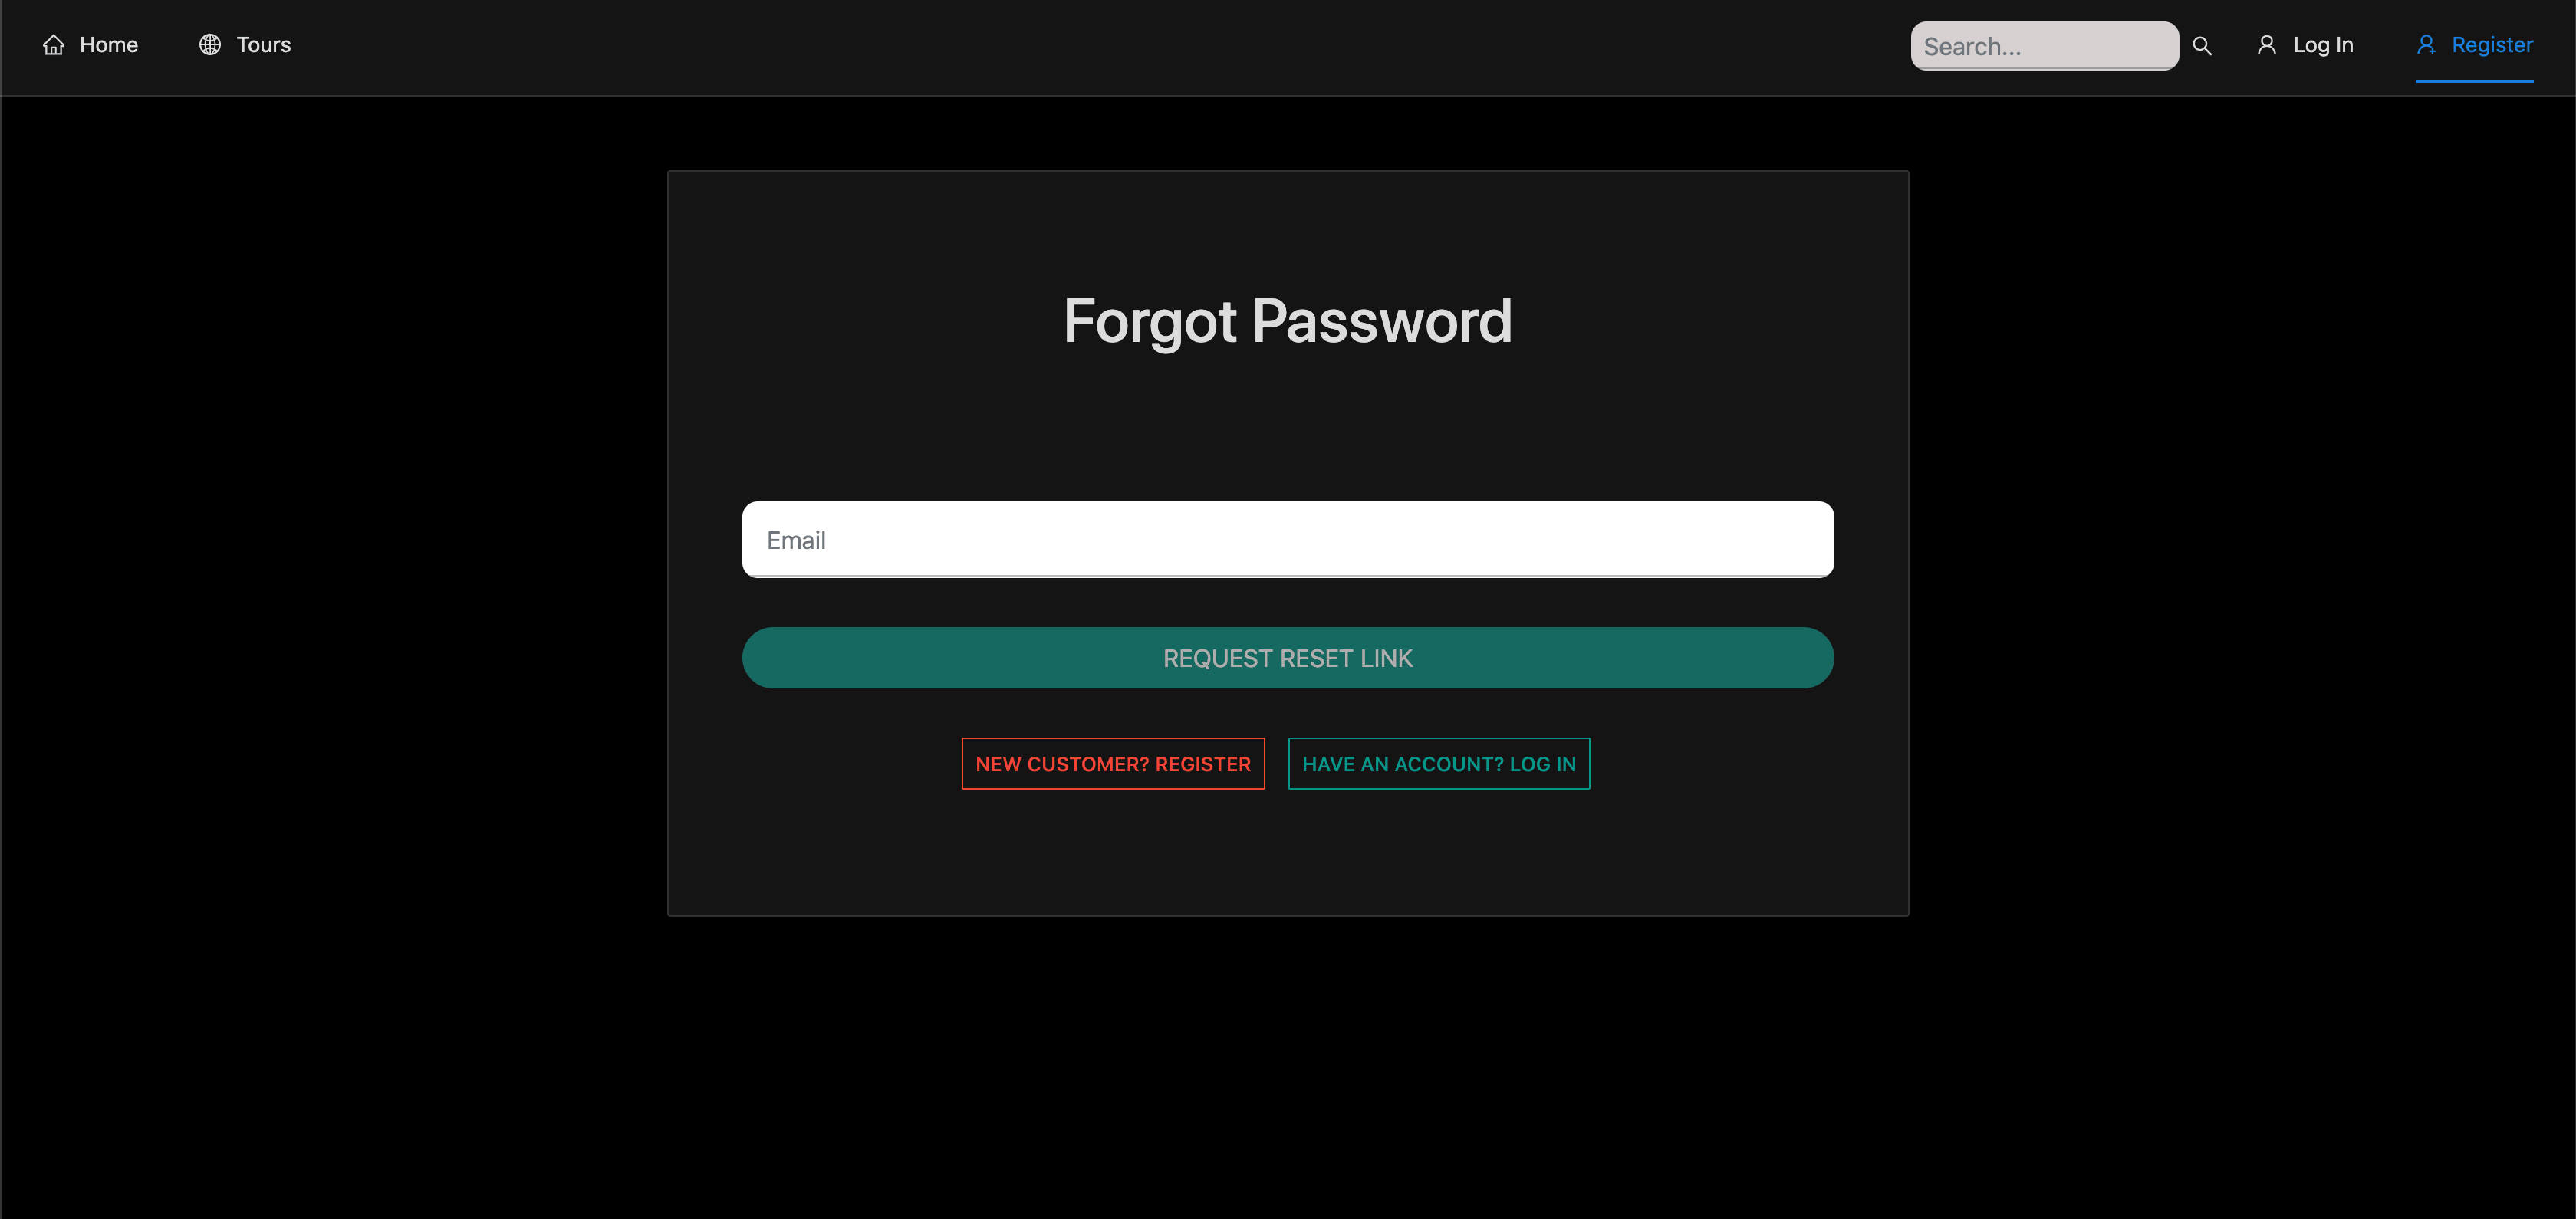 Home
Tours
Search...
Log In
Register
Forgot Password
Email
REQUEST RESET LINK
NEW CUSTOMER? REGISTER
HAVE AN ACCOUNT? LOG IN